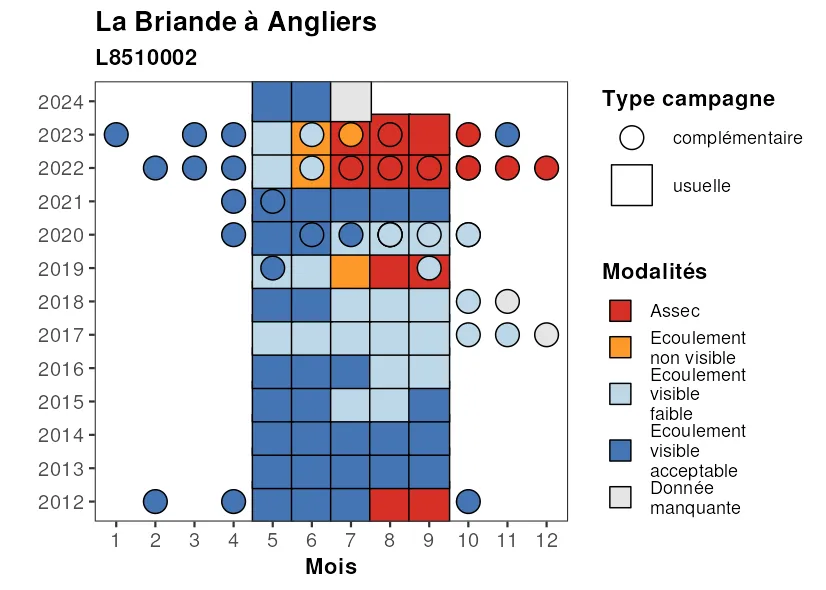 La Briande à Angliers
L8510002
2024
2023
2022
2021
2020
2019
2018
2017
2016
2015
2014
2013
2012
1 2 3 4 5 6 7 8 9 10 11 12
Mois
Type campagne
complémentaire
usuelle
Modalités
Assec
Ecoulement
non visible
Ecoulement
visible
faible
Ecoulement
visible
acceptable
Donnée
manquante